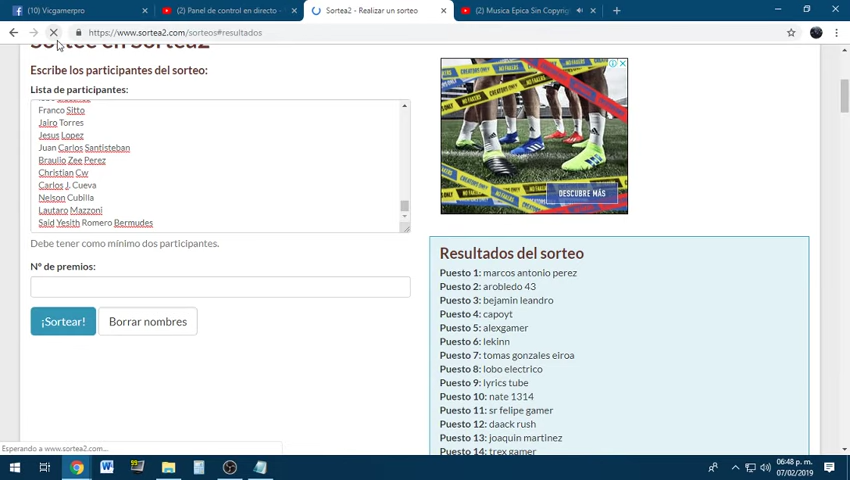 (10) Vicgamerpro
(2) Panel de control en directo -
Sortea2 - Realizar un sorteo
(2) Musica Epica Sin Copyrig
https://www.sortea2.com/sorteos#resultados
Sortee en Sortea2
Escribe los participantes del sorteo:
Lista de participantes:
Franco Sitto
Jairo Torres
Jesus Lopez
Juan Carlos Santisteban
Braulio Zee Perez
Christian Cw
Carlos J. Cueva
Neison Cubilla
Lautaro Mazzoni
Said Yesith Romero Bermudes
Debe tener como mínimo dos participantes.
Nº de premios:
¡Sortear!
Borrar nombres
CREATORS ONLY
NO FAKERS
DESCUBRE MÁS
Resultados del sorteo
Puesto 1: marcos antonio perez
Puesto 2: arobledo 43
Puesto 3: bejamin leandro
Puesto 4: capoyt
Puesto 5: alexgamer
Puesto 6: lekinn
Puesto 7: tomas gonzales eiroa
Puesto 8: lobo electrico
Puesto 9: lyrics tube
Puesto 10: nate 1314
Puesto 11: sr felipe gamer
Puesto 12: daack rush
Puesto 13: joaquin martinez
Puesto 14: trex gamer
Esperando a www.sortea2.com...
06:48 p. m.
07/02/2019